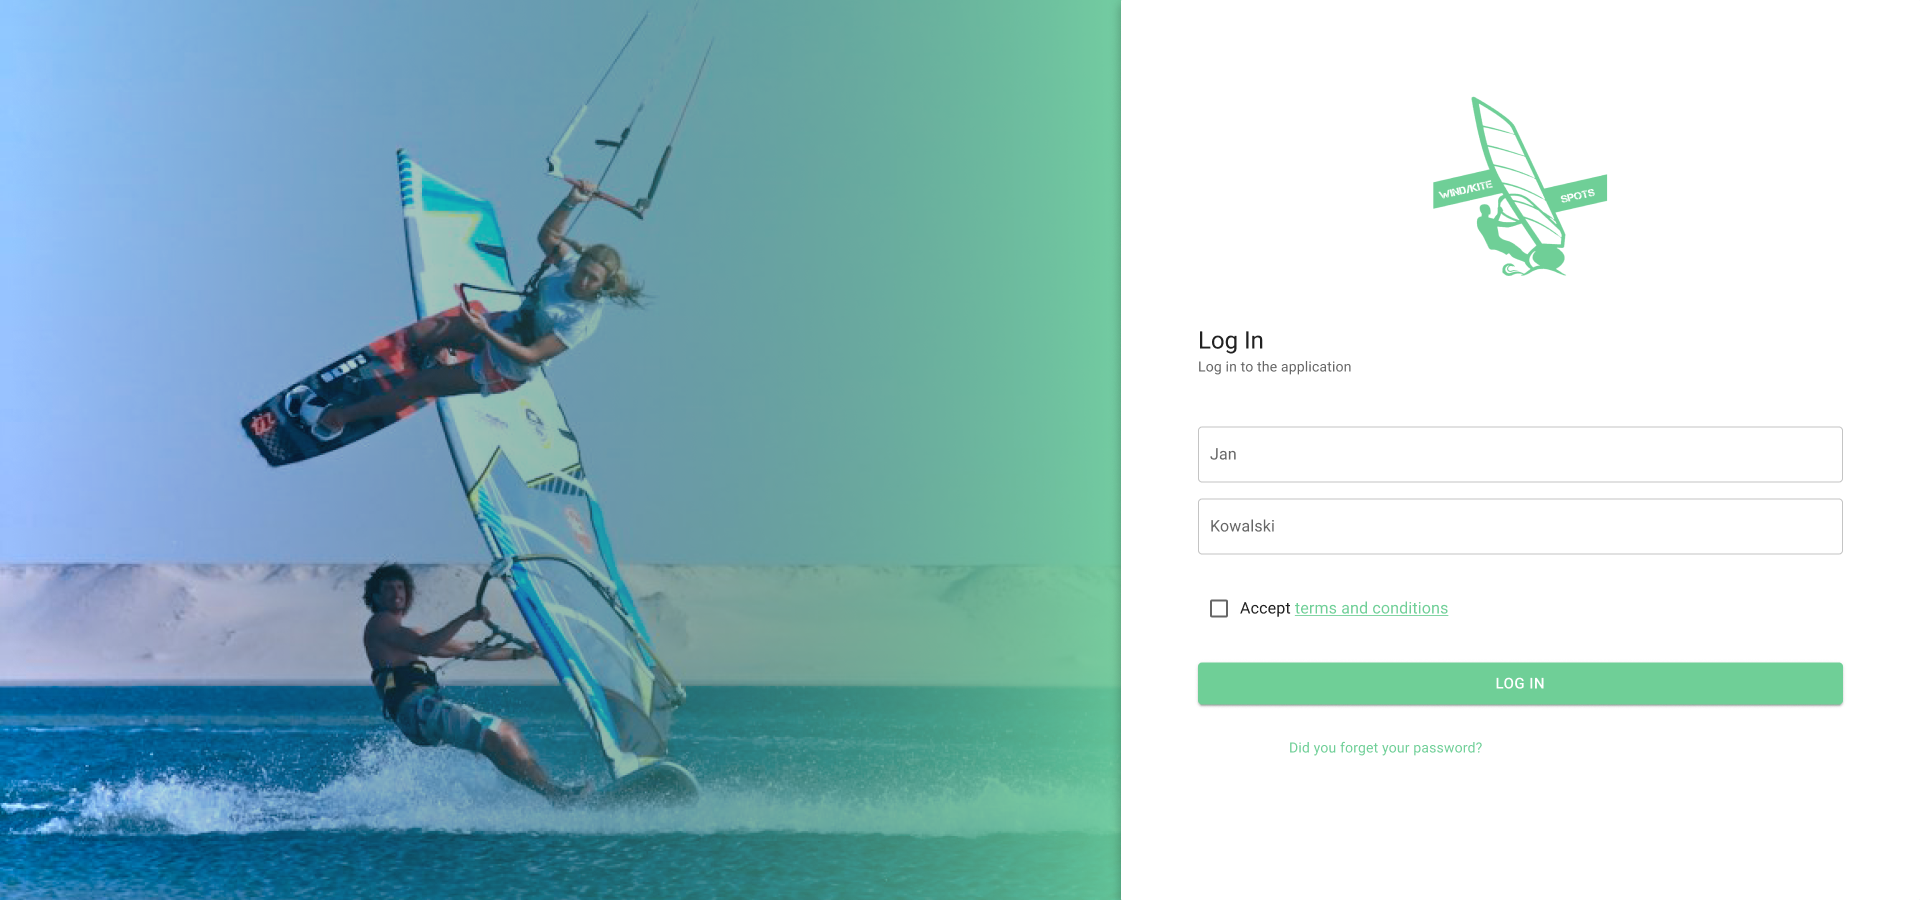 WIND/KITE
SPOTS
Log In
Log in to the application
Jan
Kowalski
Accept terms and conditions
LOG IN
Did you forget your password?
ion